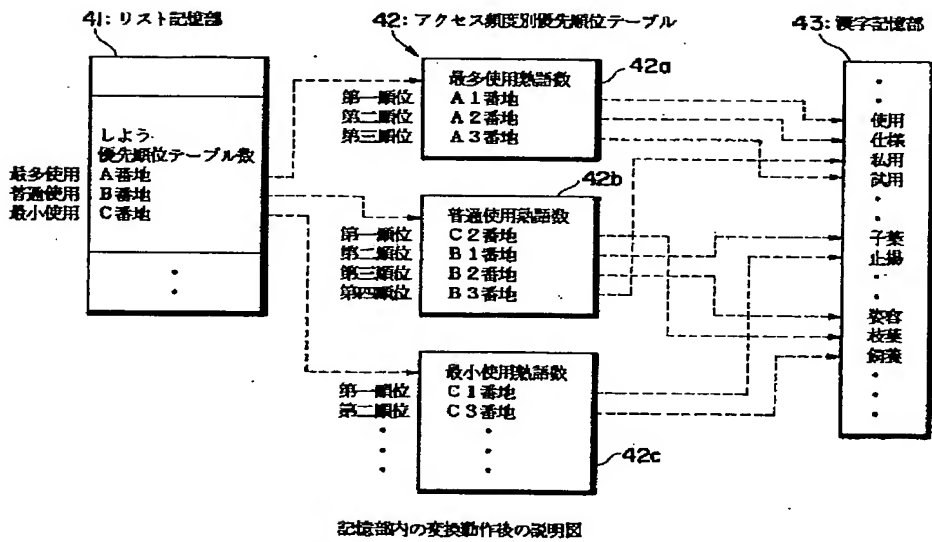 41: リスト記憶部
しよう
優先順位テーブル数
最多使用 A番地
普通使用 B番地
最小使用 C番地
42: アクセス頻度別優先順位テーブル
42a
最多使用熟語数
第一順位 A1番地
第二順位 A2番地
第三順位 A3番地
42b
普通使用熟語数
第一順位 C2番地
第二順位 B1番地
第三順位 B2番地
第四順位 B3番地
最小使用熟語数
第一順位 C1番地
第二順位 C3番地
42c
43: 漢字記憶部
使用
仕様
私用
試用
子葉
止揚
姿容
枝葉
飼養
記憶部内の変換動作後の説明図